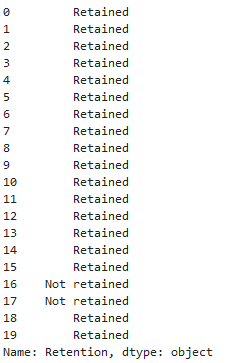 0         Retained
1         Retained
2         Retained
3         Retained
4         Retained
5         Retained
6         Retained
7         Retained
8         Retained
9         Retained
10        Retained
11        Retained
12        Retained
13        Retained
14        Retained
15        Retained
16    Not retained
17    Not retained
18        Retained
19        Retained
Name: Retention, dtype: object